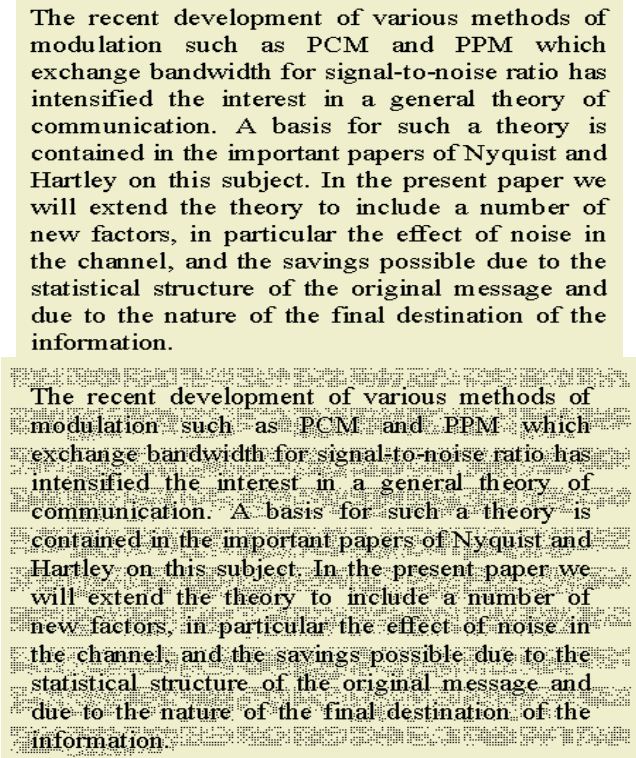 The recent development of various methods of
modulation such as PCM and PPM which
exchange bandwidth for signal-to-noise ratio has
intensified the interest in a general theory of
communication. A basis for such a theory is
contained in the important papers of Nyquist and
Hartley on this subject. In the present paper we
will extend the theory to include a number of
new factors, in particular the effect of noise in
the channel, and the savings possible due to the
statistical structure of the original message and
due to the nature of the final destination of the
information.
The recent development of various methods of
modulation such as PCM and PPM which
exchange bandwidth for signal-to-noise ratio has
intensified the interest in a general theory of
communication. A basis for such a theory is
contained in the important papers of Nyquist and
Hartley on this subject. In the present paper we
will extend the theory to include a number of
new factors, in particular the effect of noise in
the channel, and the savings possible due to the
statistical structure of the original message and
due to the nature of the final destination of the
information.